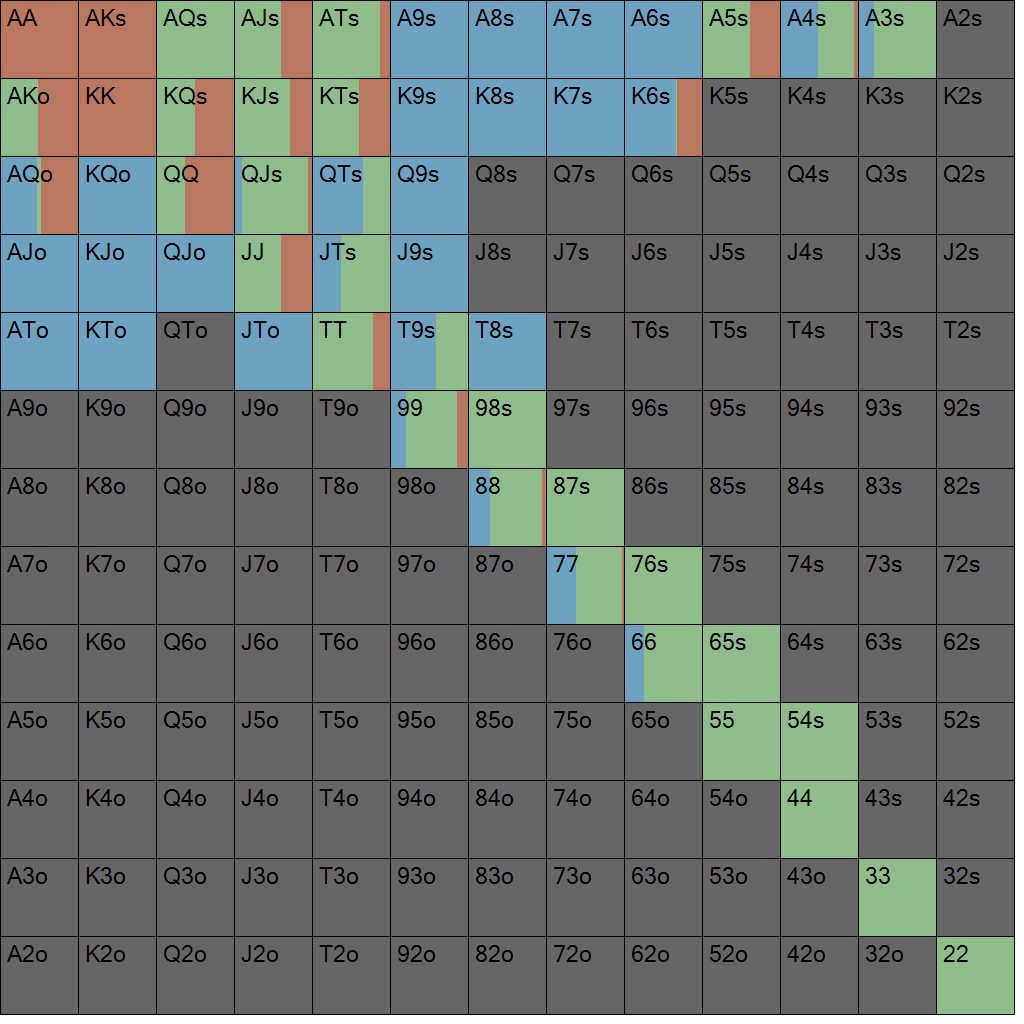 AA AKs AQs AJs ATs A9s A8s A7s A6s A5s A4s A3s A2s
AKo KK KQs KJs KTs K9s K8s K7s K6s K5s K4s K3s K2s
AQo KQo QQ QJs QTs Q9s Q8s Q7s Q6s Q5s Q4s Q3s Q2s
AJo KJo QJo JJ JTs J9s J8s J7s J6s J5s J4s J3s J2s
ATo KTo QTo JTo TT T9s T8s T7s T6s T5s T4s T3s T2s
A9o K9o Q9o J9o T9o 99 98s 97s 96s 95s 94s 93s 92s
A8o K8o Q8o J8o T8o 98o 88 87s 86s 85s 84s 83s 82s
A7o K7o Q7o J7o T7o 97o 87o 77 76s 75s 74s 73s 72s
A6o K6o Q6o J6o T6o 96o 86o 76o 66 65s 64s 63s 62s
A5o K5o Q5o J5o T5o 95o 85o 75o 65o 55 54s 53s 52s
A4o K4o Q4o J4o T4o 94o 84o 74o 64o 54o 44 43s 42s
A3o K3o Q3o J3o T3o 93o 83o 73o 63o 53o 43o 33 32s
A2o K2o Q2o J2o T2o 92o 82o 72o 62o 52o 42o 32o 22